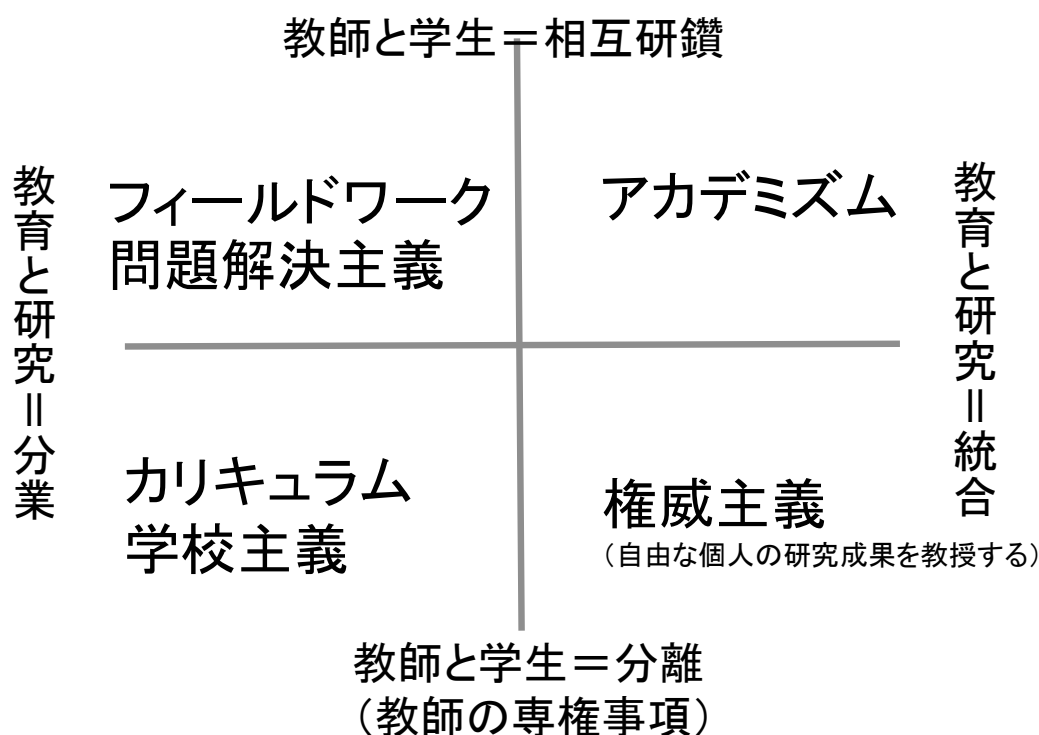 教師と学生＝相互研鑽
教育と研究＝分業
フィールドワーク
問題解決主義
アカデミズム
教育と研究＝統合
カリキュラム
学校主義
権威主義
（自由な個人の研究成果を教授する）
教師と学生＝分離
（教師の専権事項）